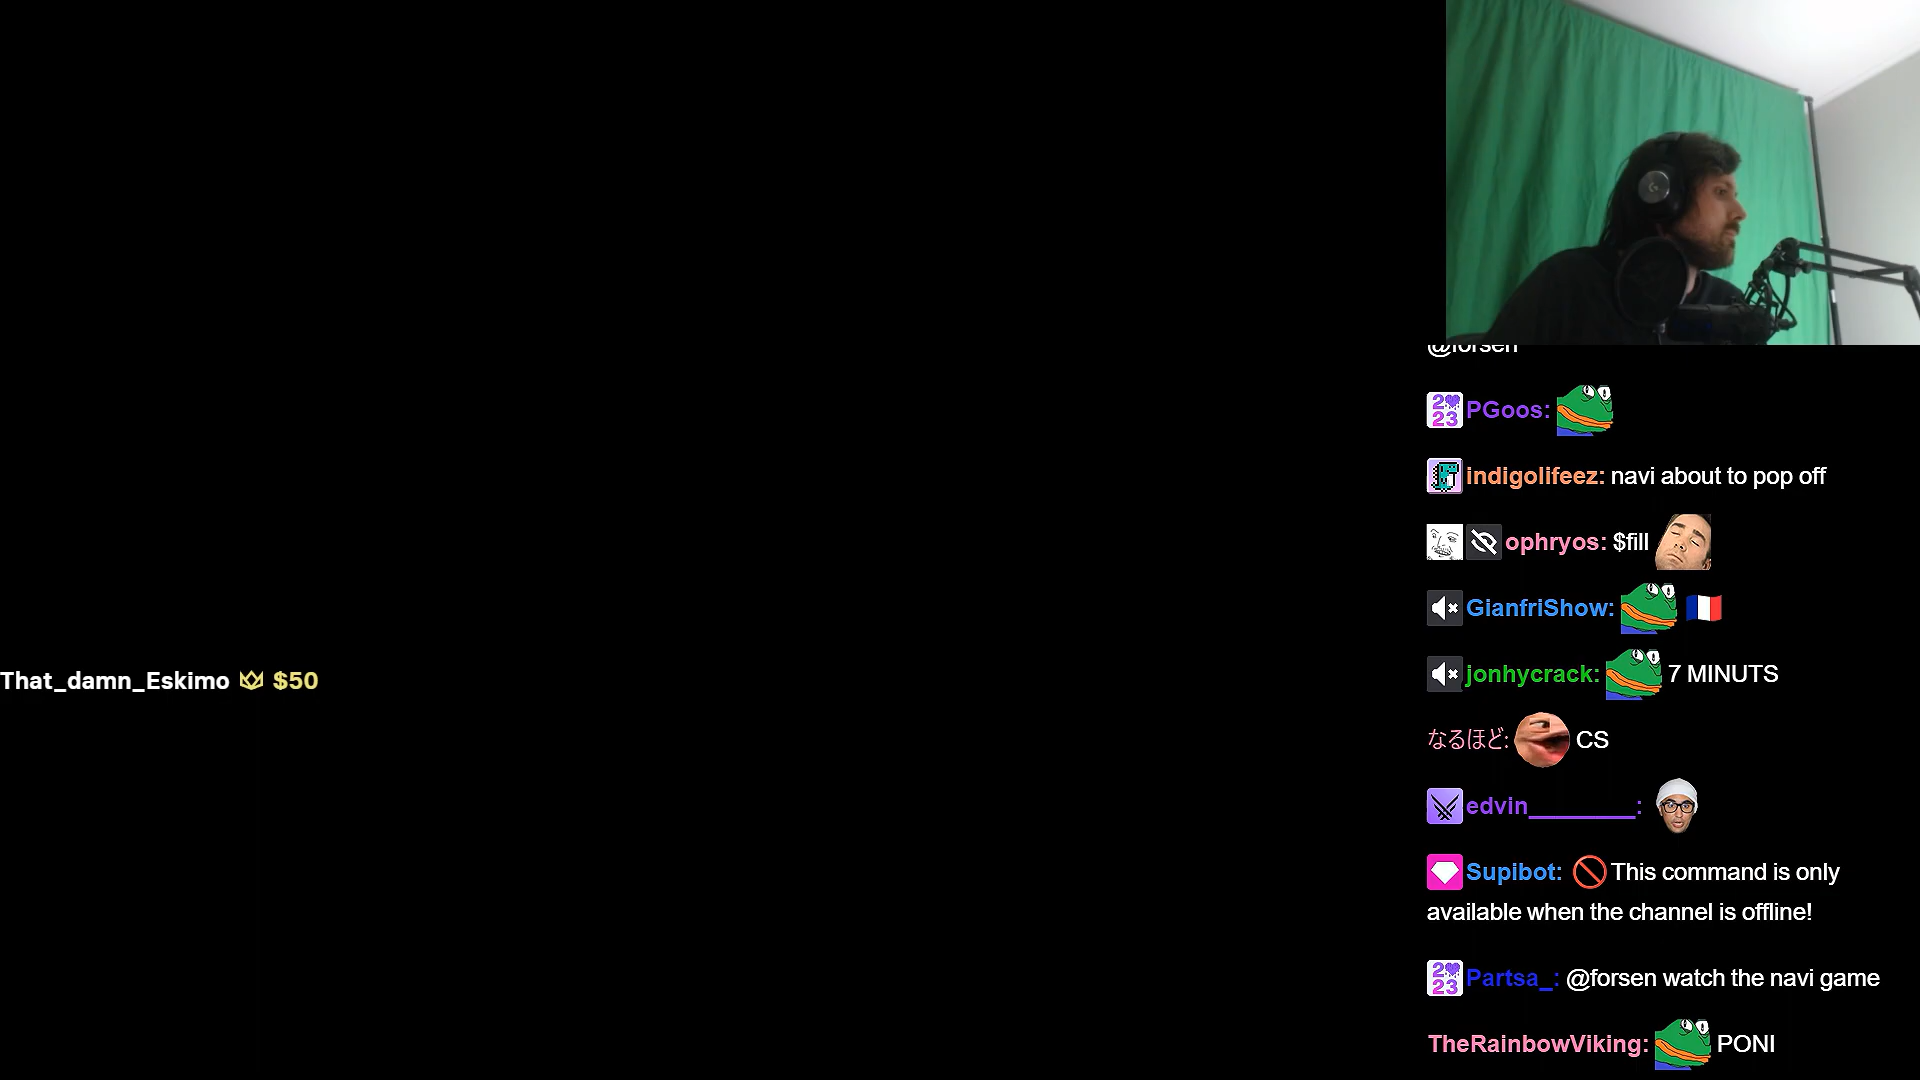 @forsen
PGoos:
indigolifeez: navi about to pop off
ophryos: $fill
GianfriShow:
That_damn_Eskimo $50
jonhycrack: 7 MINUTS
なるほど: CS
edvin________:
Supibot: This command is only
available when the channel is offline!
Partsa_: @forsen watch the navi game
TheRainbowViking: PONI